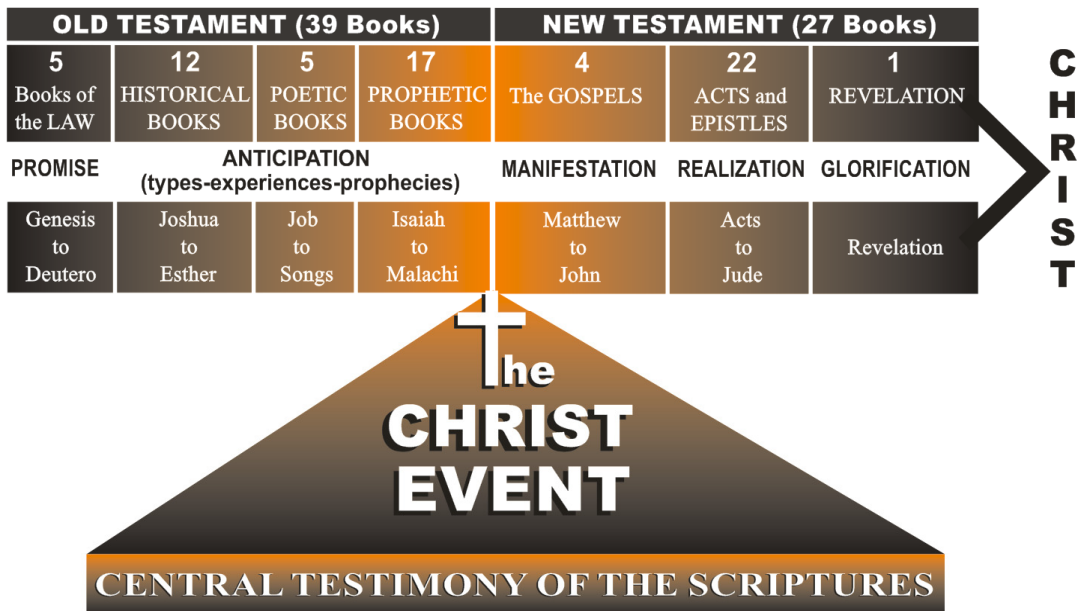 OLD TESTAMENT (39 Books)
NEW TESTAMENT (27 Books)
5
Books of
the LAW
12
HISTORICAL
BOOKS
5
POETIC
BOOKS
17
PROPHETIC
BOOKS
4
The GOSPELS
22
ACTS and
EPISTLES
1
REVELATION
PROMISE
ANTICIPATION
(types-experiences-prophecies)
MANIFESTATION
REALIZATION
GLORIFICATION
Genesis
to
Deutero
Joshua
to
Esther
Job
to
Songs
Isaiah
to
Malachi
Matthew
to
John
Acts
to
Jude
Revelation
CHRIST
The
CHRIST
EVENT
CENTRAL TESTIMONY OF THE SCRIPTURES